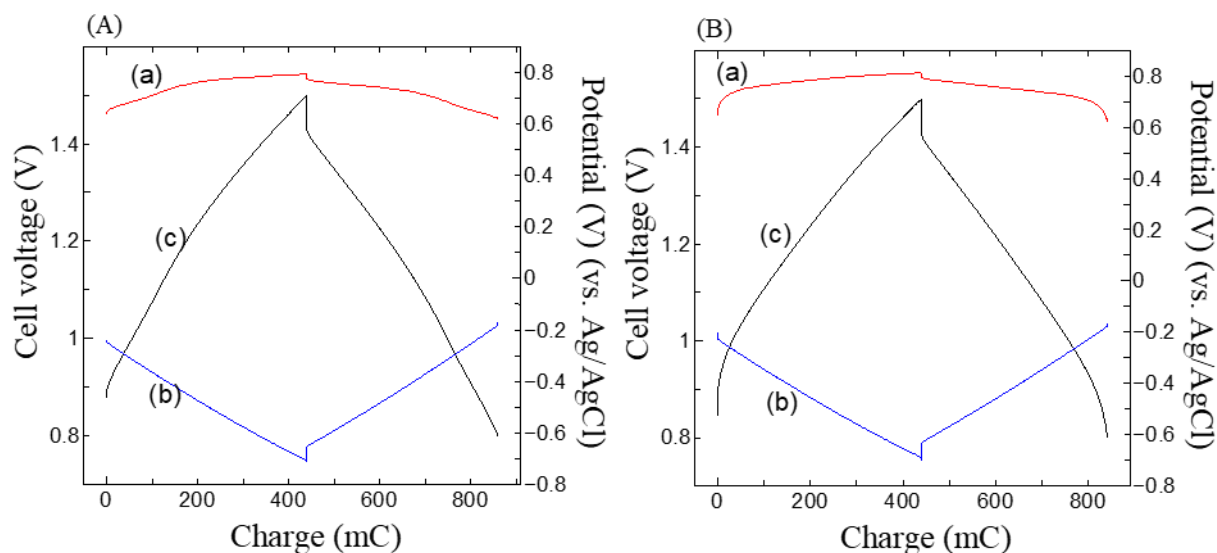 (A)
(a)
(c)
(b)
Cell voltage (V)
1.4
1.2
1
0.8
0.8
0.6
0.4
0.2
0
−0.2
−0.4
−0.6
−0.8
Potential (V) (vs. Ag/AgCl)
0
200
400
600
800
Charge (mC)
(B)
(a)
(c)
(b)
Cell voltage (V)
1.4
1.2
1
0.8
0.8
0.6
0.4
0.2
0
−0.2
−0.4
−0.6
−0.8
Potential (V) (vs. Ag/AgCl)
0
200
400
600
800
Charge (mC)